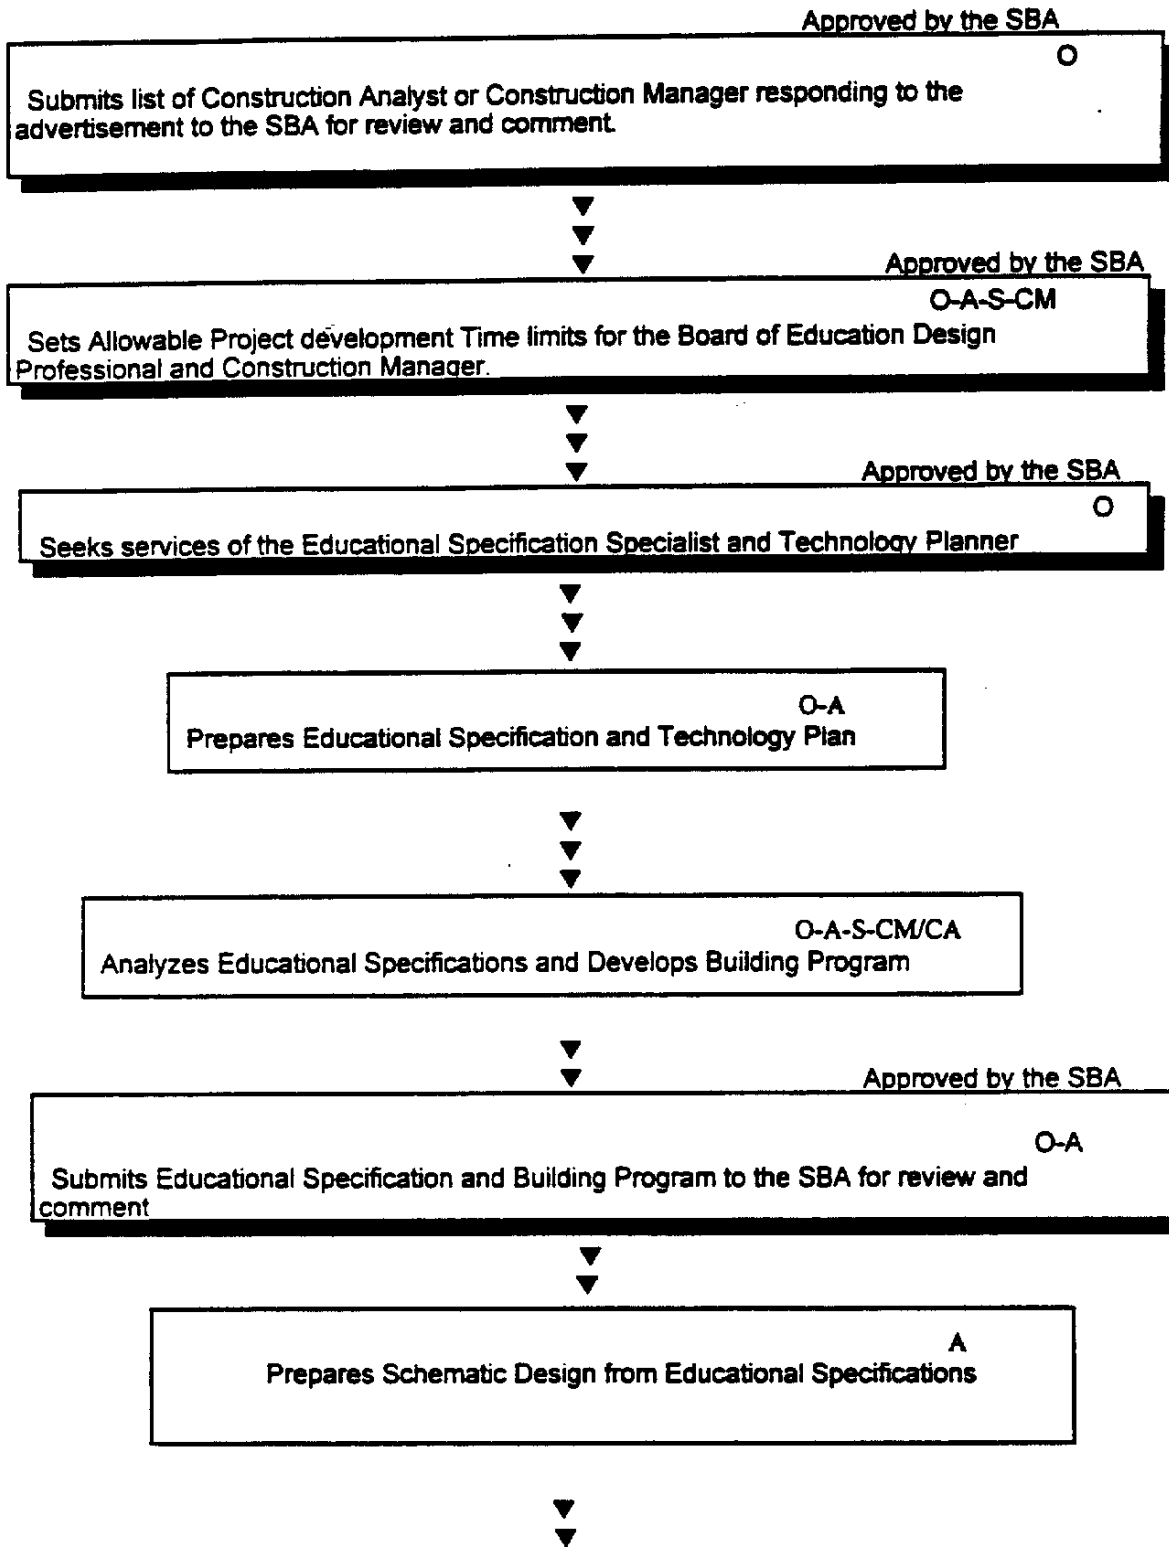 Approved by the SBA
O
Submits list of Construction Analyst or Construction Manager responding to the
advertisement to the SBA for review and comment.
Approved by the SBA
O-A-S-CM
Sets Allowable Project development Time limits for the Board of Education Design
Professional and Construction Manager.
Approved by the SBA
O
Seeks services of the Educational Specification Specialist and Technology Planner
O-A
Prepares Educational Specification and Technology Plan
O-A-S-CM/CA
Analyzes Educational Specifications and Develops Building Program
Approved by the SBA
O-A
Submits Educational Specification and Building Program to the SBA for review and
comment
A
Prepares Schematic Design from Educational Specifications